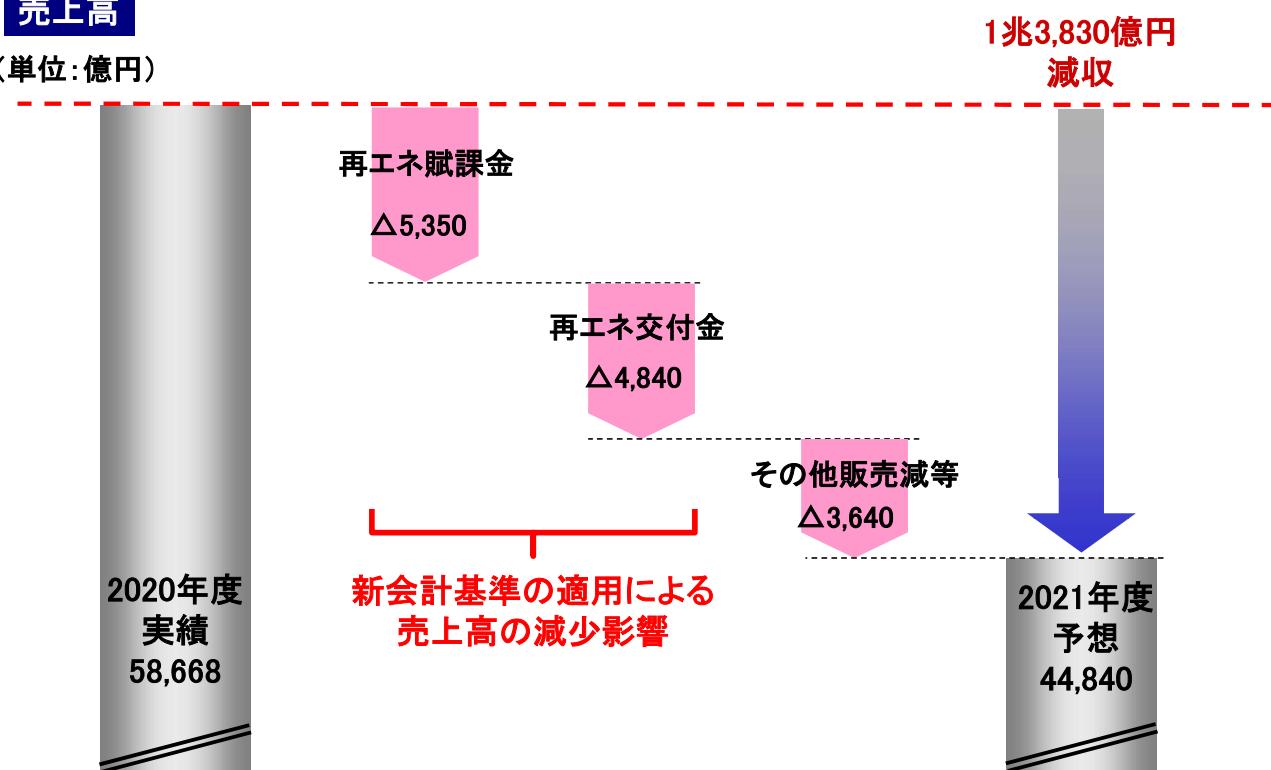 売上高
（単位：億円）
1兆3,830億円
減収
再エネ賦課金
△5,350
再エネ交付金
△4,840
その他販売減等
△3,640
新会計基準の適用による
売上高の減少影響
2020年度
実績
58,668
2021年度
予想
44,840